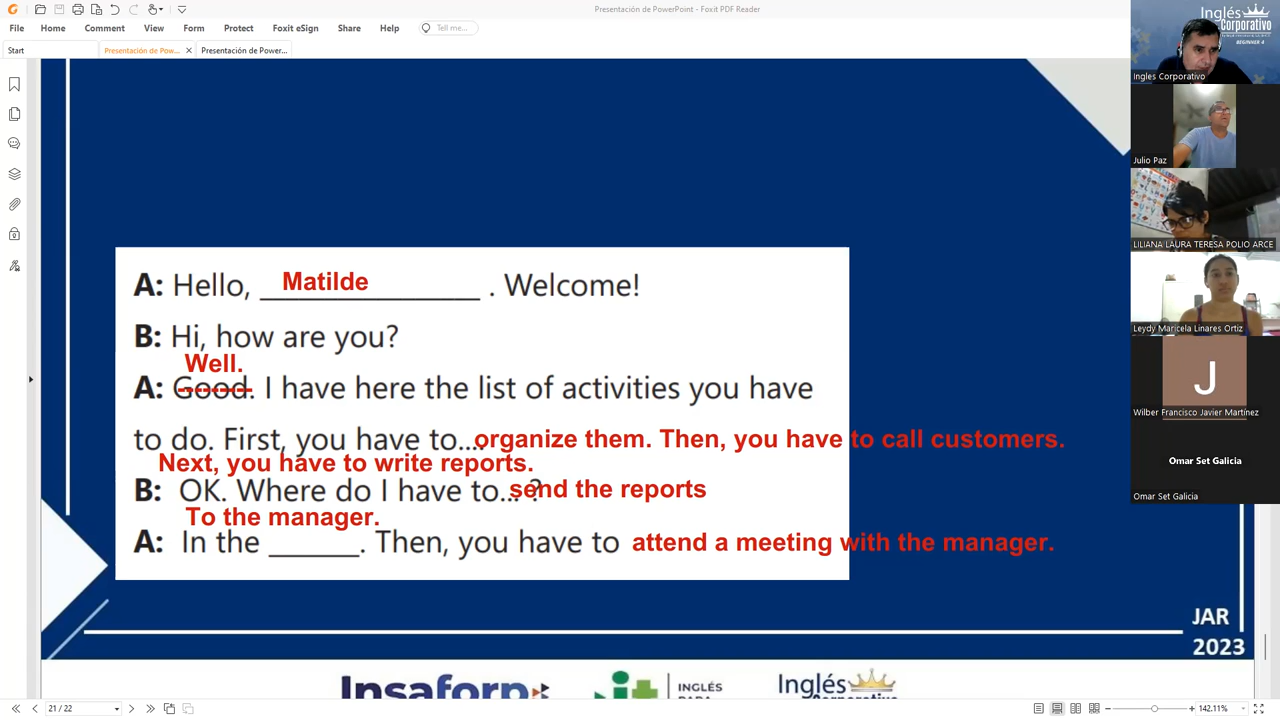 Presentación de PowerPoint - Foxit PDF Reader
File Home Comment View Form Protect Foxit eSign Share Help Tell me...
Start Presentación de Pow... Presentación de Power...
A: Hello, ________________ . Welcome!
Matilde
B: Hi, how are you?
Well.
A: Good. I have here the list of activities you have
to do. First, you have to... organize them. Then, you have to call customers.
Next, you have to write reports.
B: OK. Where do I have to... ?
send the reports
To the manager.
A: In the _______. Then, you have to attend a meeting with the manager.
JAR
2023
Insaforp
INGLÉS
Inglés
Corporativo
21 / 22
142.11%
Inglés
Corporativo
BEGINNER 4
Ingles Corporativo
Julio Paz
LILIANA LAURA TERESA POLIO ARCE
Leydy Maricela Linares Ortiz
J
Wilber Francisco Javier Martínez
Omar Set Galicia
Omar Set Galicia